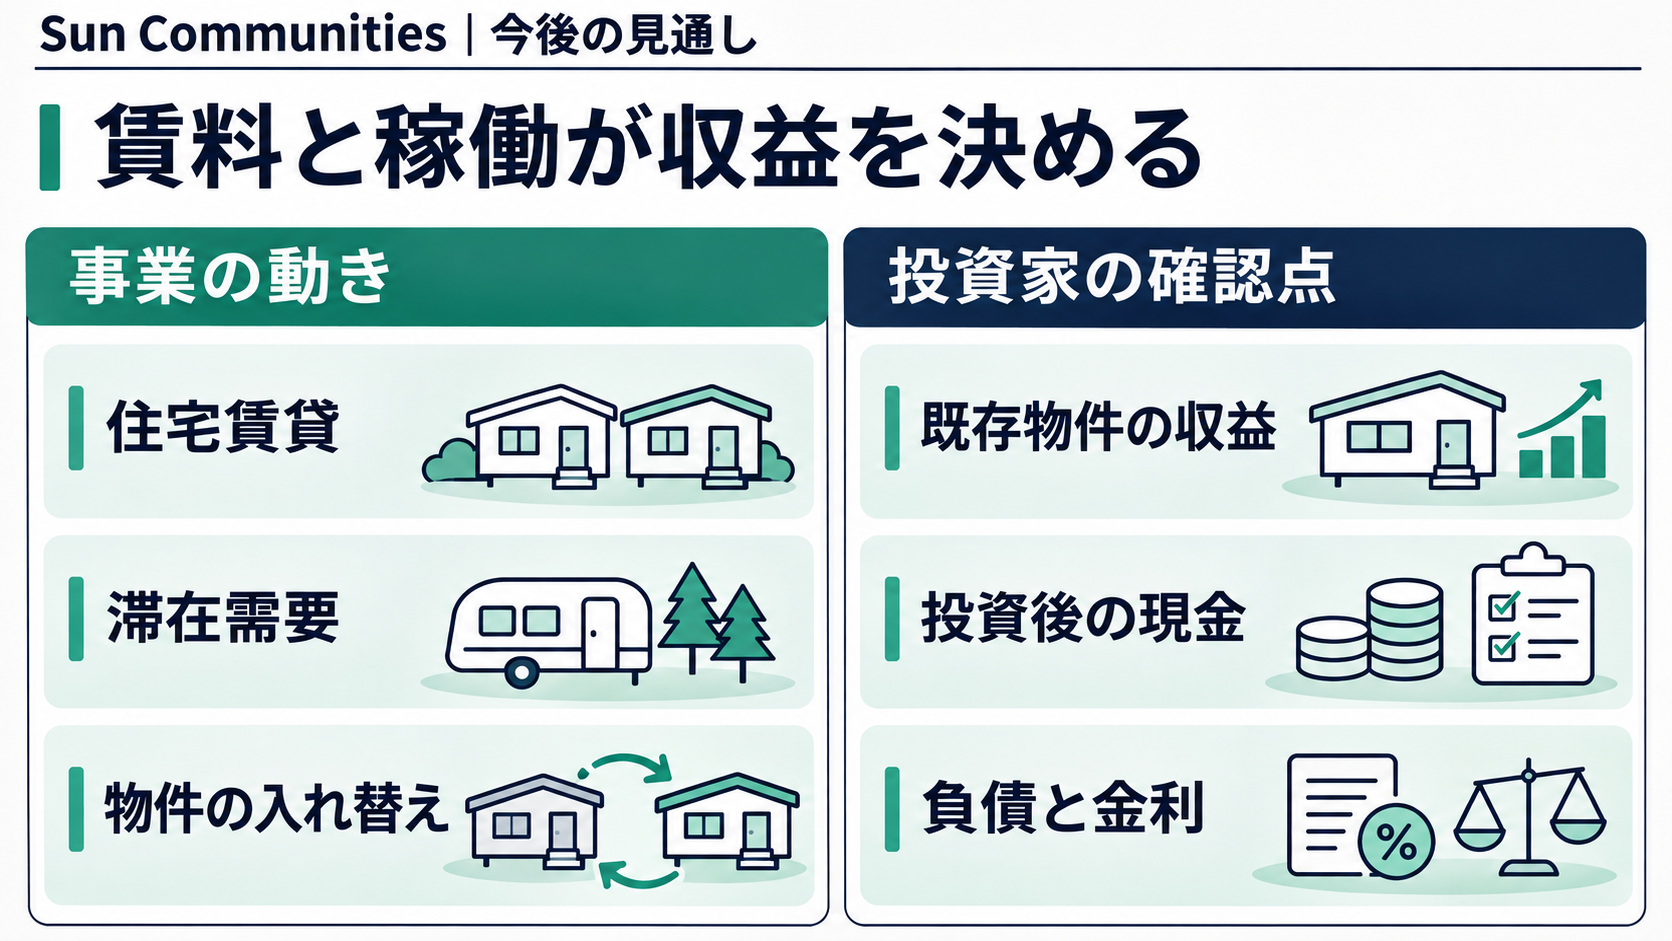 Sun Communities｜今後の見通し
賃料と稼働が収益を決める
事業の動き
住宅賃貸
滞在需要
物件の入れ替え
投資家の確認点
既存物件の収益
投資後の現金
負債と金利
%